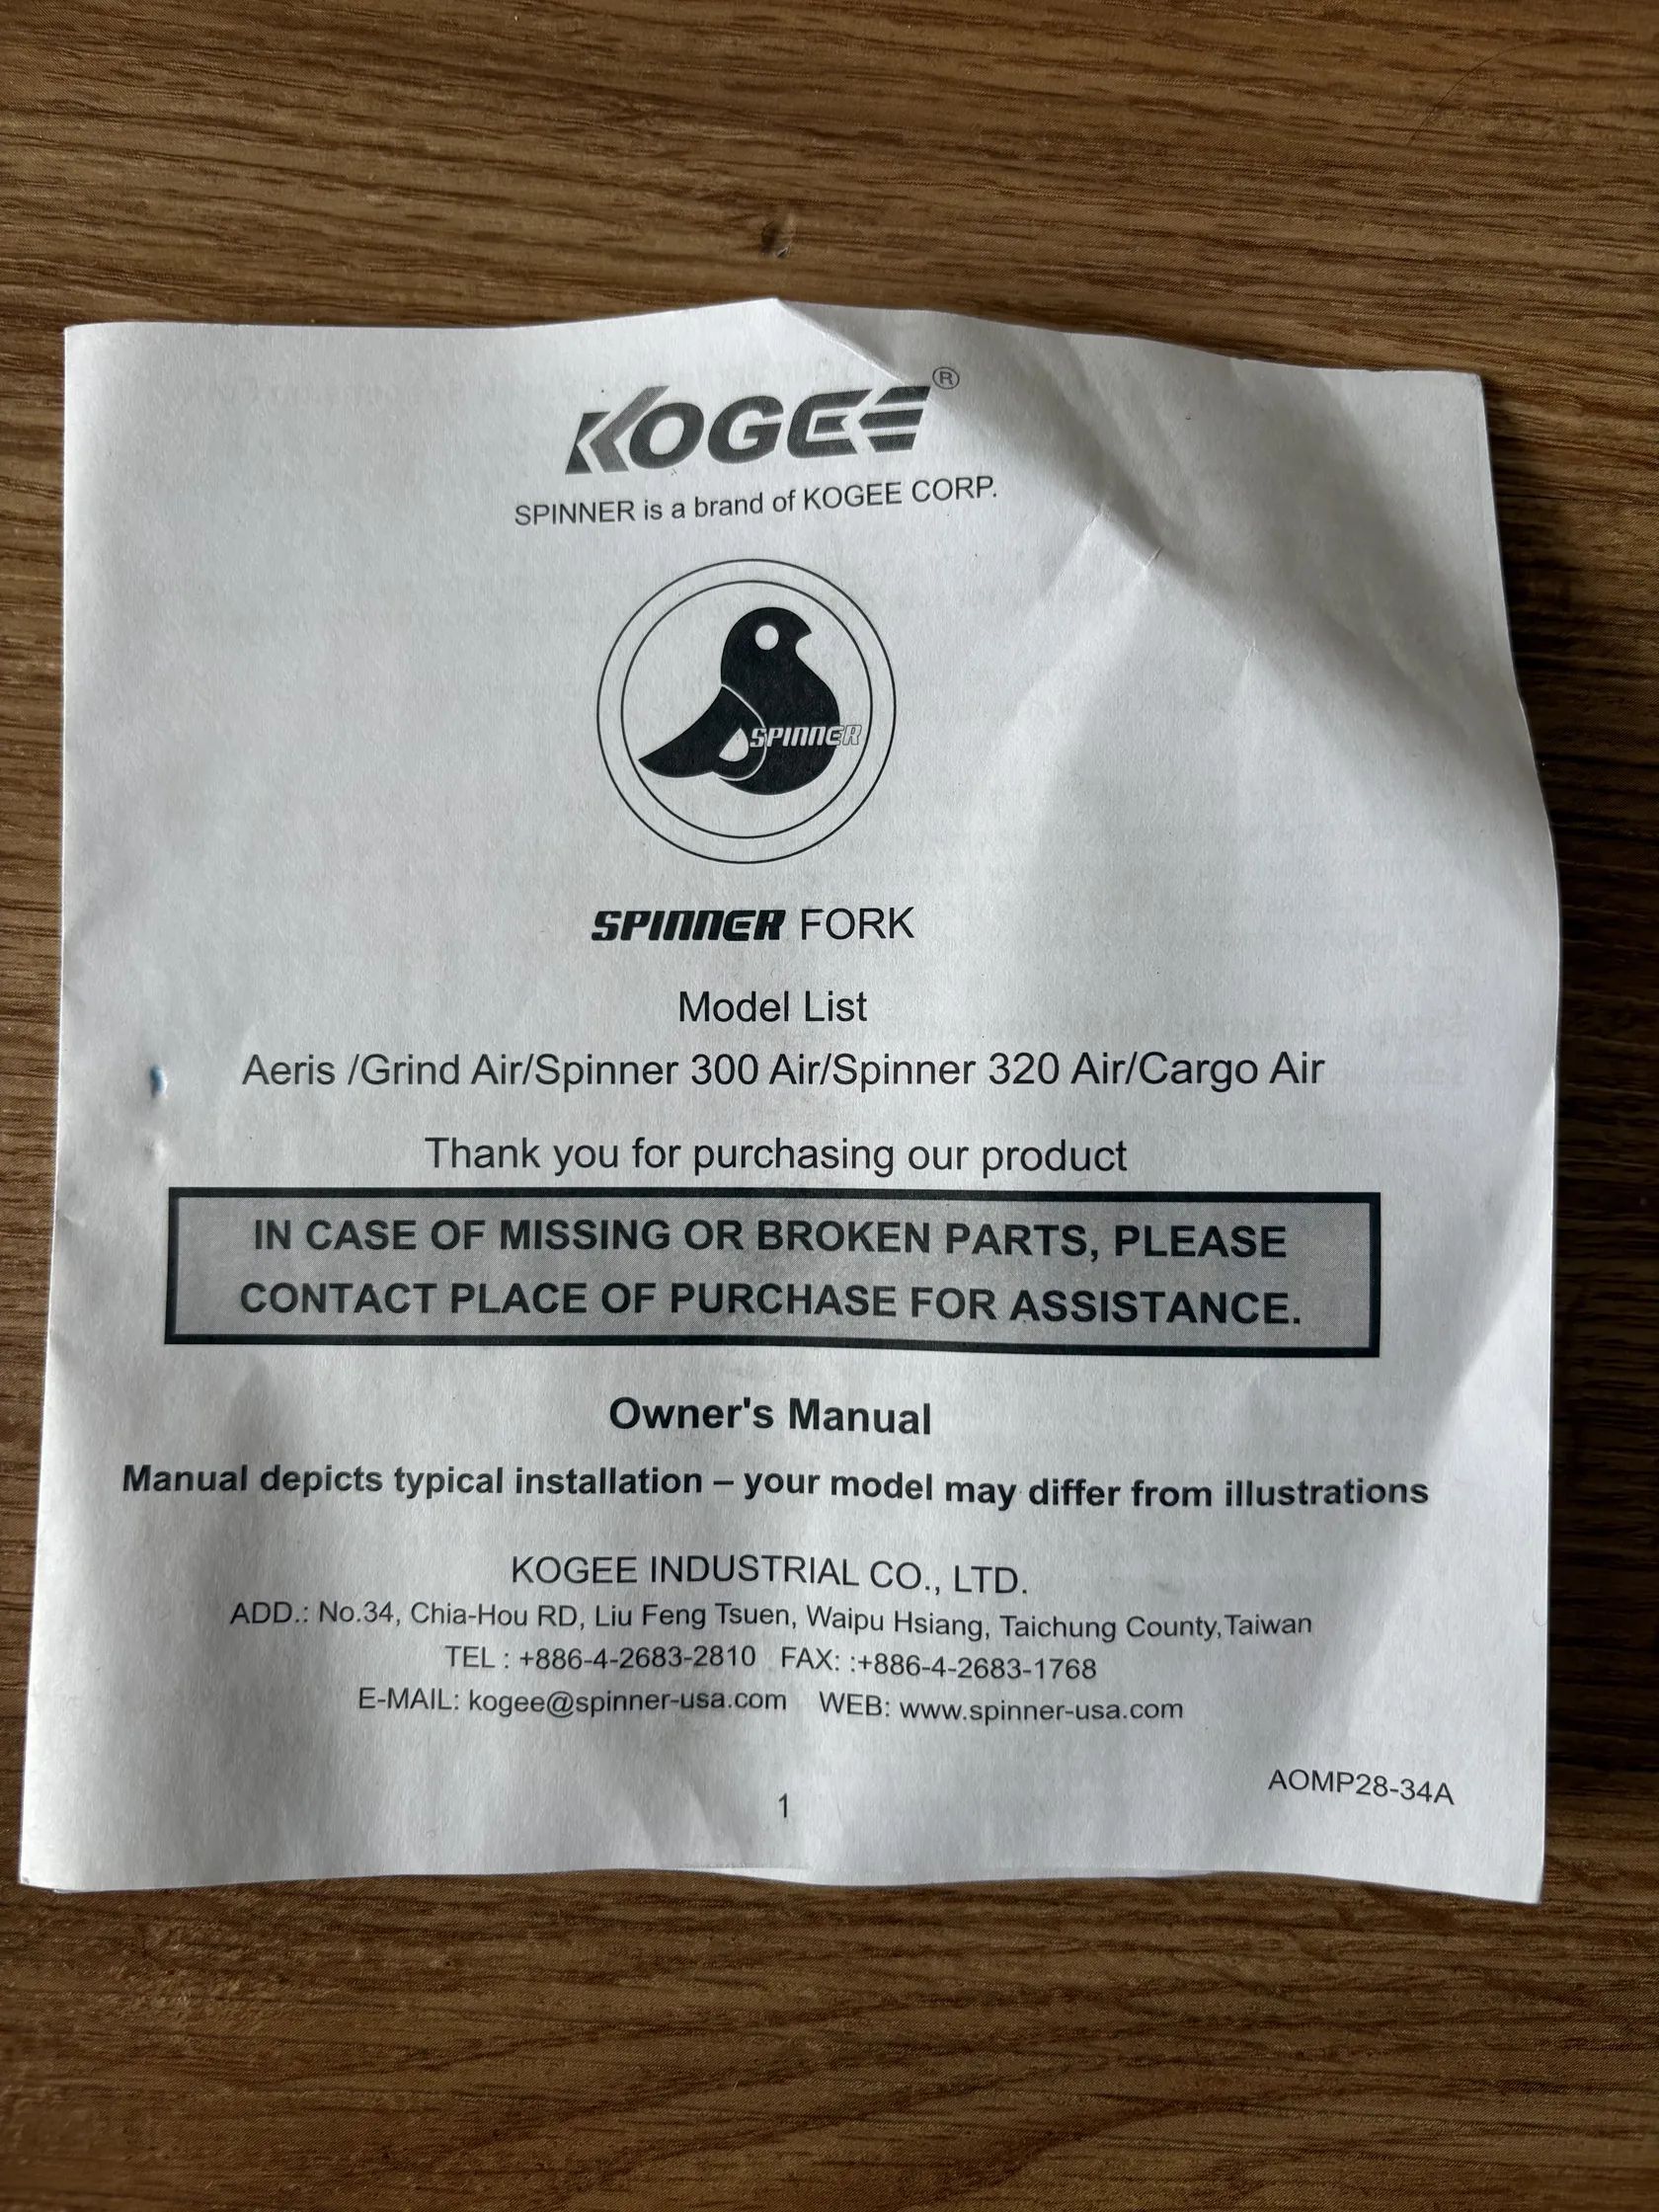 KOGEE®
SPINNER is a brand of KOGEE CORP.
SPINNER
SPINNER FORK
Model List
Aeris /Grind Air/Spinner 300 Air/Spinner 320 Air/Cargo Air
Thank you for purchasing our product
IN CASE OF MISSING OR BROKEN PARTS, PLEASE
CONTACT PLACE OF PURCHASE FOR ASSISTANCE.
Owner's Manual
Manual depicts typical installation – your model may differ from illustrations
KOGEE INDUSTRIAL CO., LTD.
ADD.: No.34, Chia-Hou RD, Liu Feng Tsuen, Waipu Hsiang, Taichung County,Taiwan
TEL : +886-4-2683-2810 FAX: :+886-4-2683-1768
E-MAIL: kogee@spinner-usa.com WEB: www.spinner-usa.com
AOMP28-34A
1